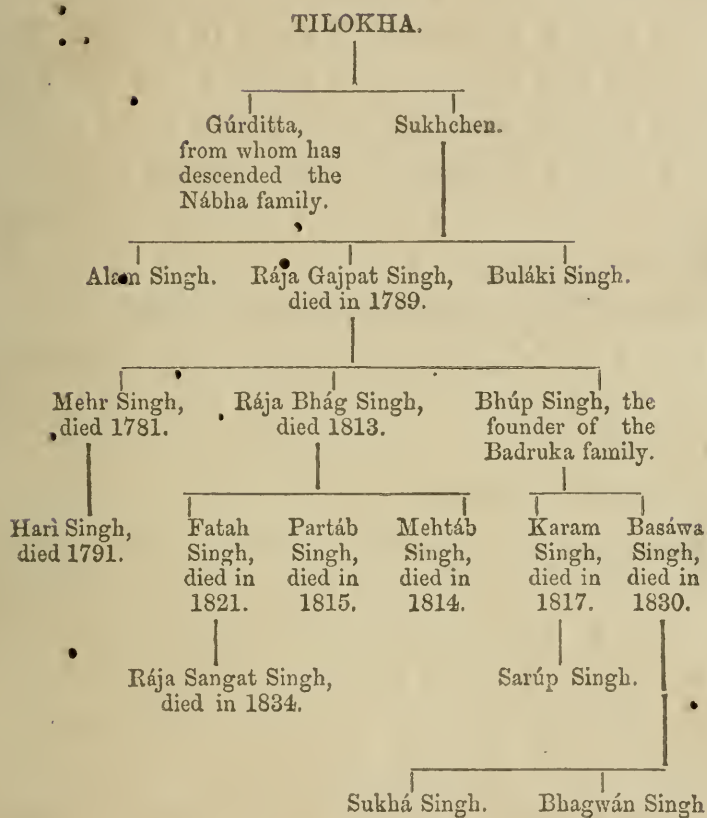 TILOKHA.
Gúrditta,
from whom has
descended the
Nábha family.
Sukhchen.
Alam Singh.
Rája Gajpat Singh,
died in 1789.
Buláki Singh.
Mehr Singh,
died 1781.
Rája Bhág Singh,
died 1813.
Bhúp Singh, the
founder of the
Badruka family.
Harì Singh,
died 1791.
Fatah
Singh,
died in
1821.
Partáb
Singh,
died in
1815.
Mehtáb
Singh,
died in
1814.
Karam
Singh,
died in
1817.
Basáwa
Singh,
died in
1830.
Rája Sangat Singh,
died in 1834.
Sarúp Singh.
Sukhá Singh.
Bhagwán Singh